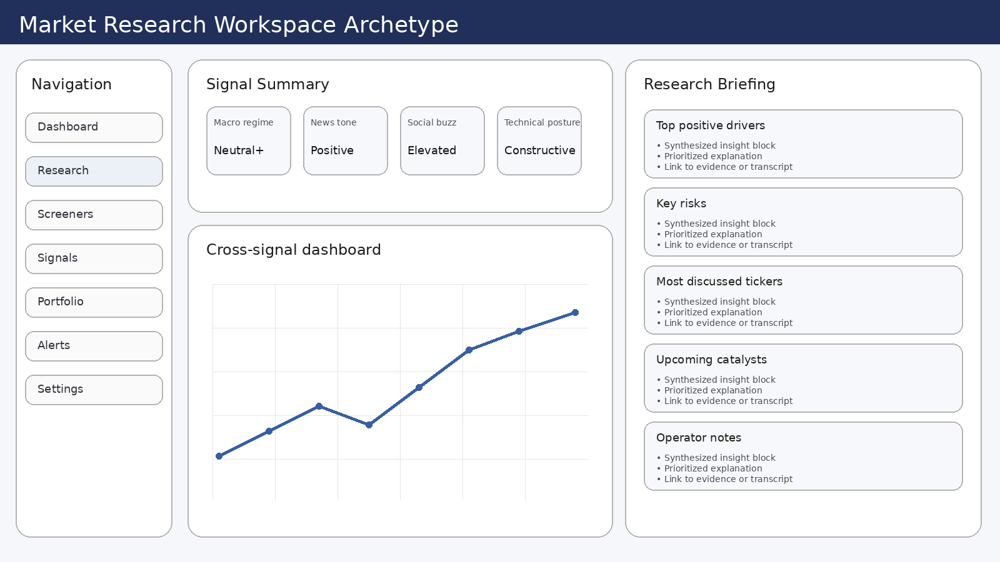 Market Research Workspace Archetype
Navigation
Dashboard
Research
Screeners
Signals
Portfolio
Alerts
Settings
Signal Summary
Macro regime
Neutral+
News tone
Positive
Social buzz
Elevated
Technical posture
Constructive
Cross-signal dashboard
Research Briefing
Top positive drivers
• Synthesized insight block
• Prioritized explanation
• Link to evidence or transcript
Key risks
• Synthesized insight block
• Prioritized explanation
• Link to evidence or transcript
Most discussed tickers
• Synthesized insight block
• Prioritized explanation
• Link to evidence or transcript
Upcoming catalysts
• Synthesized insight block
• Prioritized explanation
• Link to evidence or transcript
Operator notes
• Synthesized insight block
• Prioritized explanation
• Link to evidence or transcript